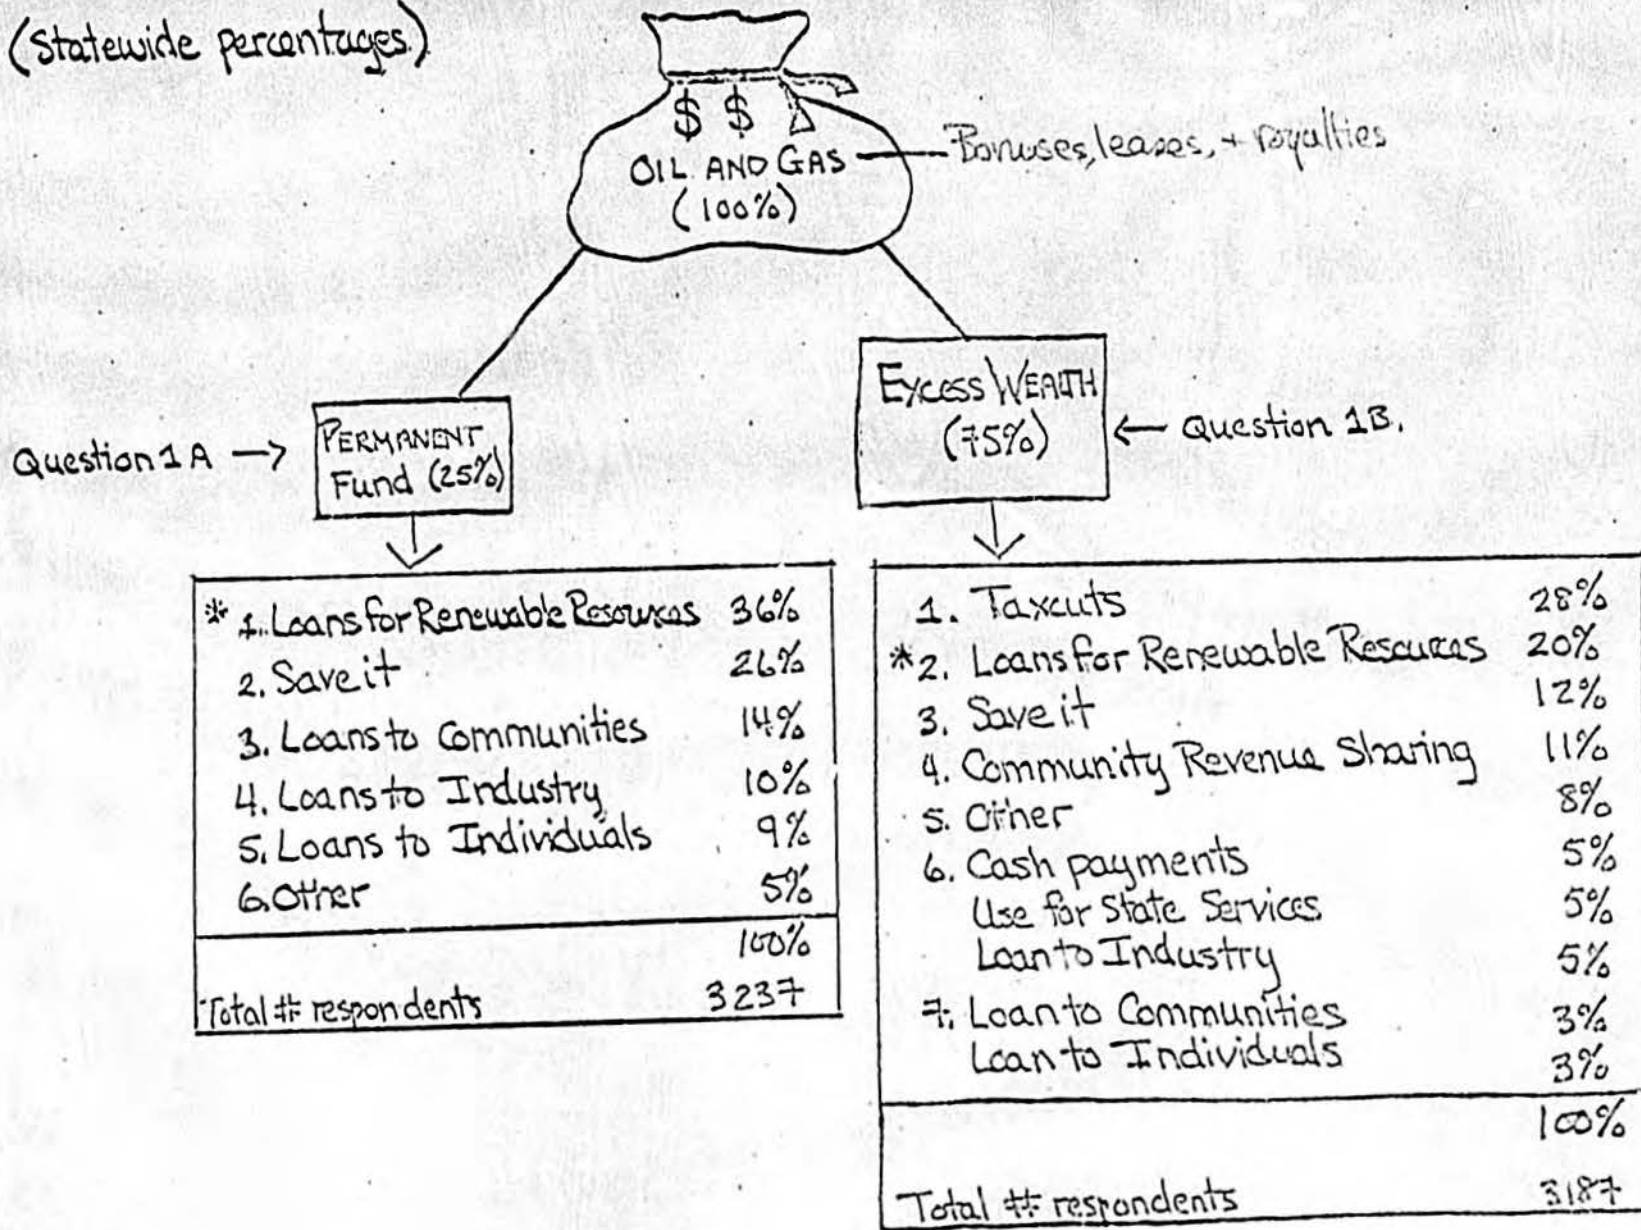 (Statewide percentages.)
$ $
OIL AND GAS
(100%)
Bonuses, leases, + royalties
Question 1A →
PERMANENT
Fund (25%)
EXCESS WEALTH
(75%)
← Question 1B.
* 1. Loans for Renewable Resources 36%
2. Save it 26%
3. Loans to Communities 14%
4. Loans to Industry 10%
5. Loans to Individuals 9%
6. Other 5%
100%
Total # respondents 3237
1. Taxcuts 28%
*2. Loans for Renewable Resources 20%
3. Save it 12%
4. Community Revenue Sharing 11%
5. Other 8%
6. Cash payments 5%
Use for State Services 5%
Loan to Industry 5%
7. Loan to Communities 3%
Loan to Individuals 3%
100%
Total # respondents 3187